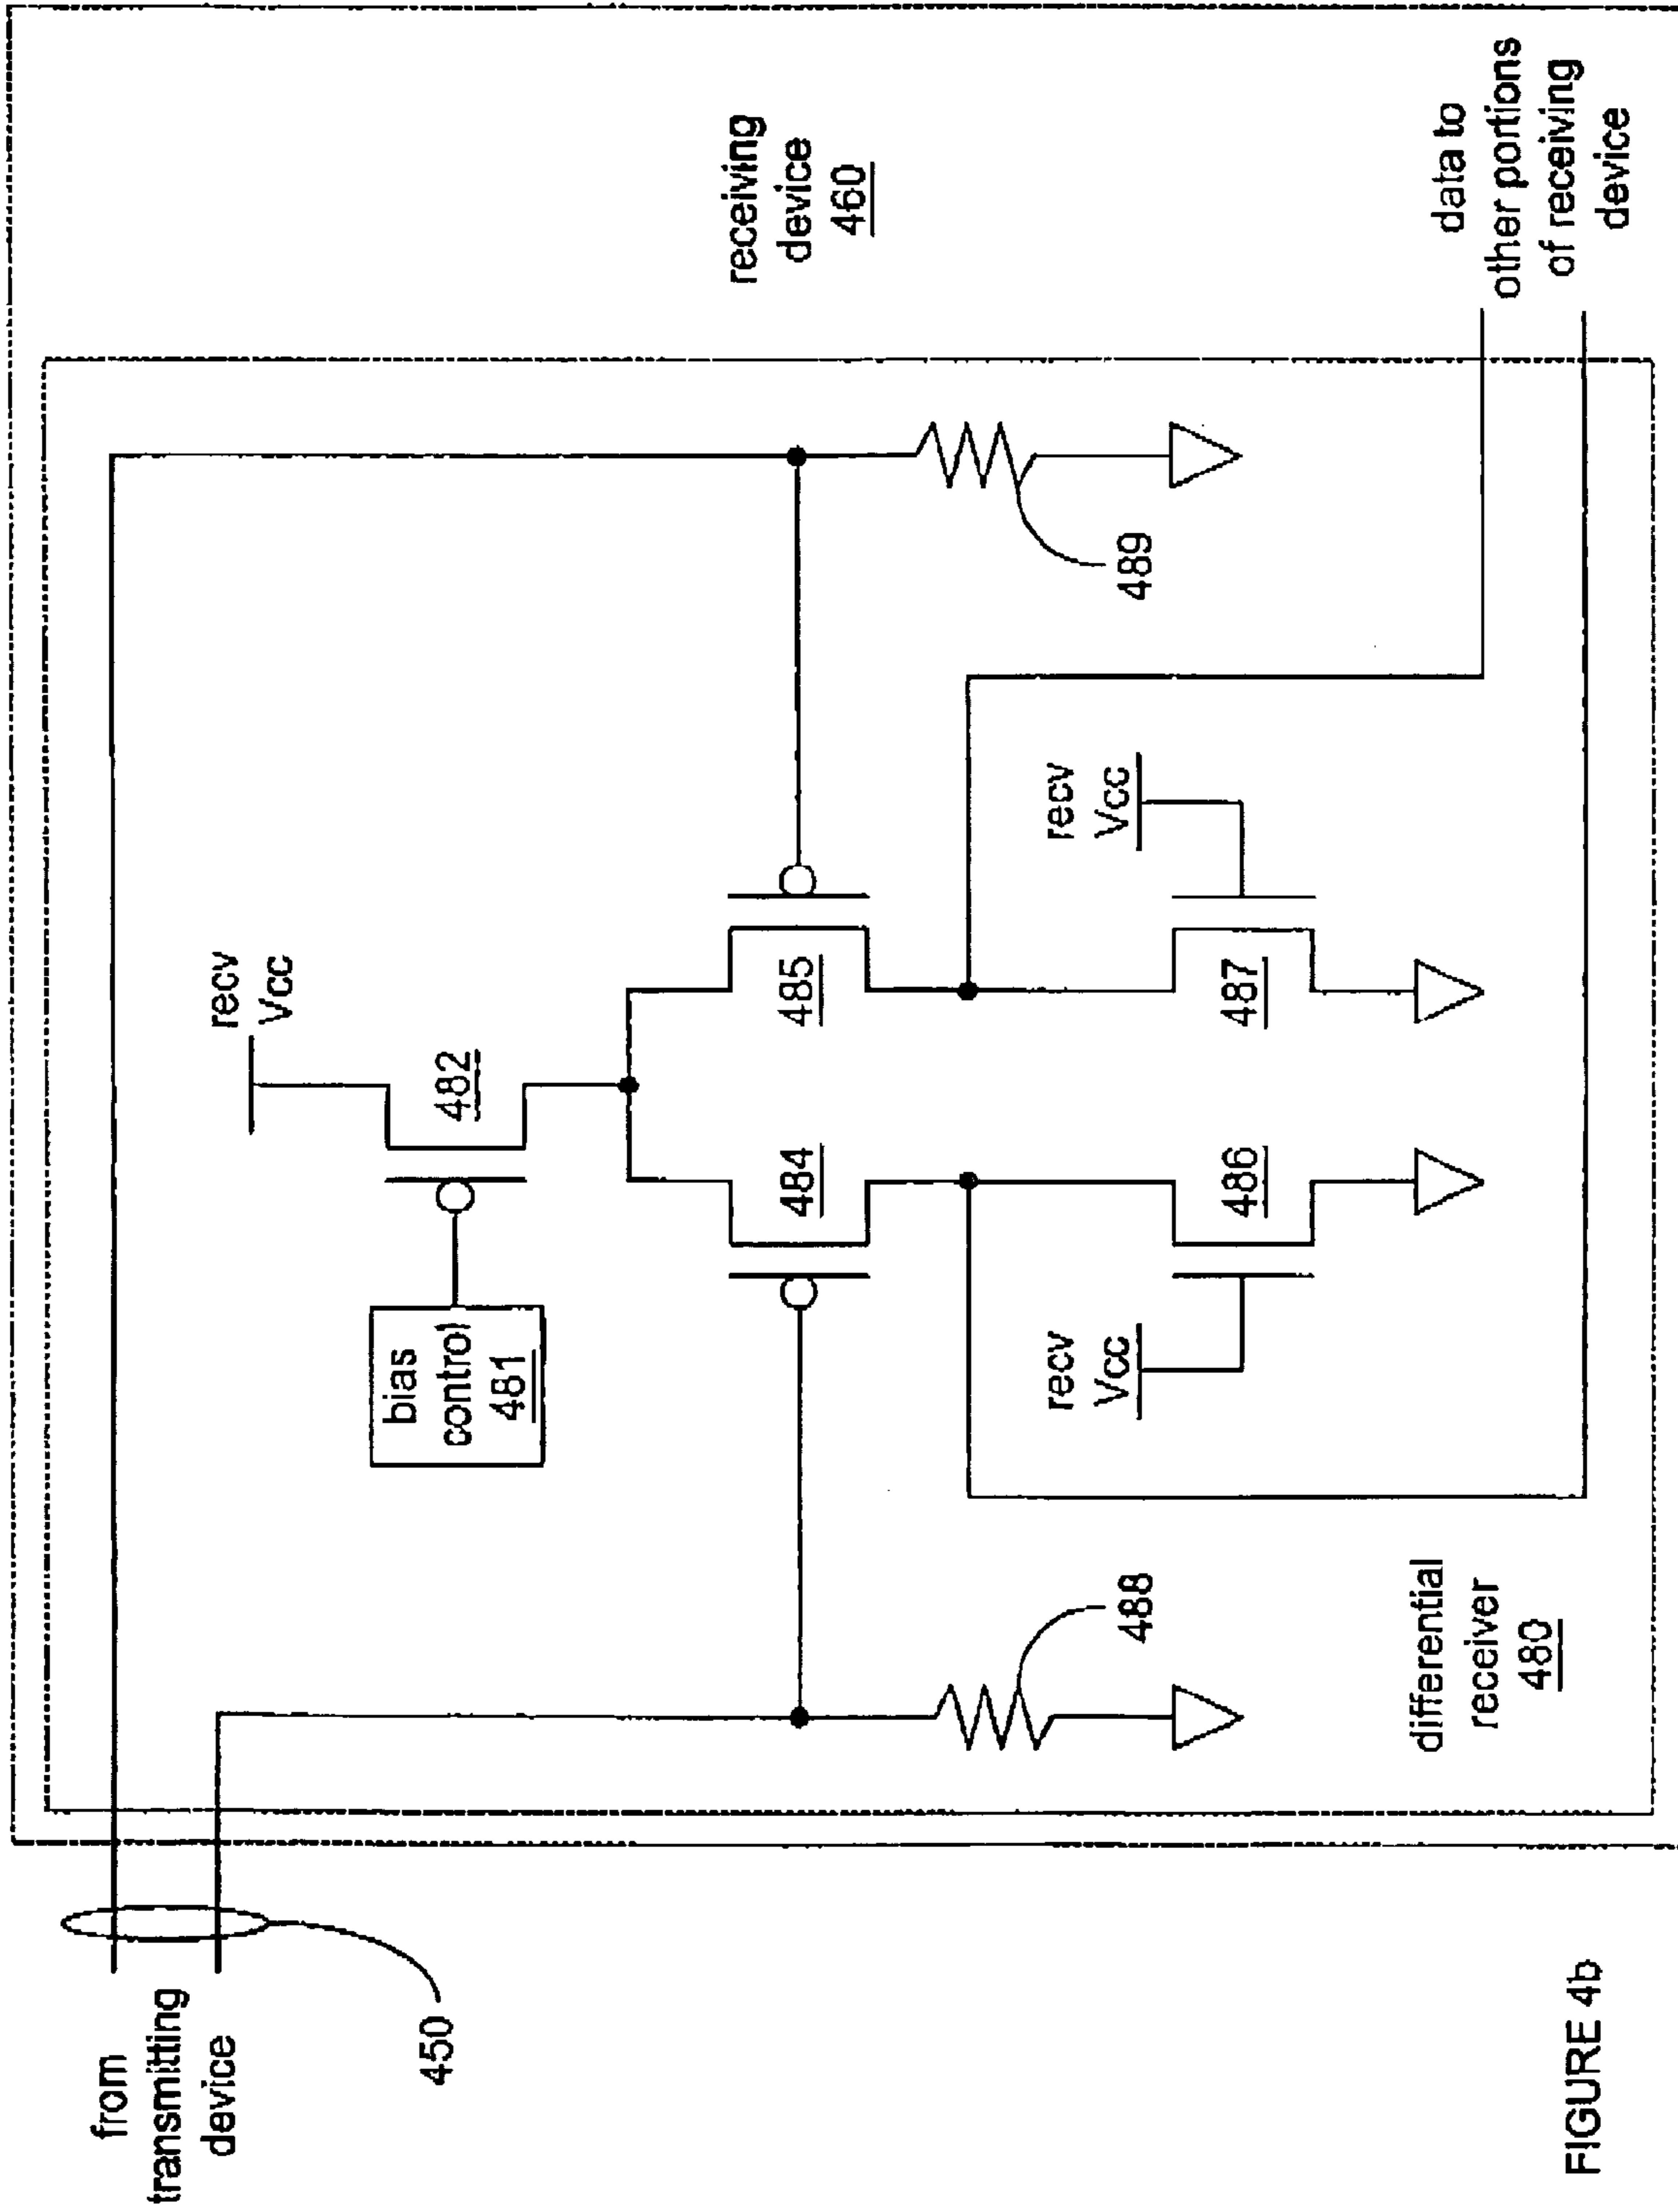 from
transmitting
device
450
recv
Vcc
bias
control
481
482
484
485
recv
Vcc
486
487
recv
Vcc
488
489
differential
receiver
480
receiving
device
460
data to
other portions
of receiving
device
FIGURE 4b